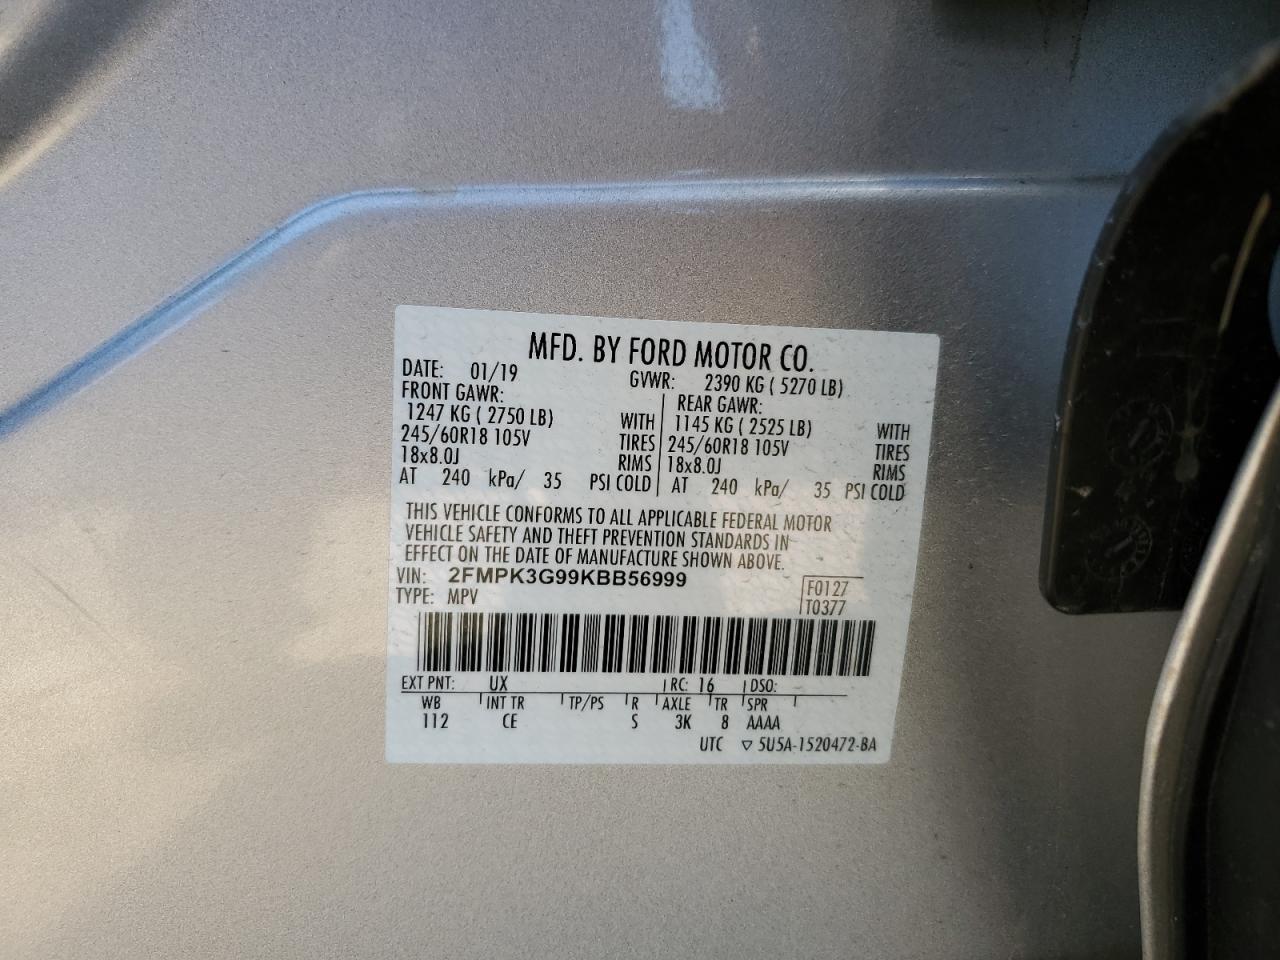 MFD. BY FORD MOTOR CO.
DATE: 01/19 GVWR: 2390 KG ( 5270 LB)
FRONT GAWR: REAR GAWR:
1247 KG ( 2750 LB) WITH 1145 KG ( 2525 LB) WITH
245/60R18 105V TIRES 245/60R18 105V TIRES
18x8.0J RIMS 18x8.0J RIMS
AT 240 kPa/ 35 PSI COLD AT 240 kPa/ 35 PSI COLD
THIS VEHICLE CONFORMS TO ALL APPLICABLE FEDERAL MOTOR
VEHICLE SAFETY AND THEFT PREVENTION STANDARDS IN
EFFECT ON THE DATE OF MANUFACTURE SHOWN ABOVE.
VIN: 2FMPK3G99KBB56999 F0127
TYPE: MPV T0377
EXT PNT: UX RC: 16 DSO:
WB INT TR TP/PS R AXLE TR SPR
112 CE S 3K 8 AAAA
UTC ▽ 5U5A-1520472-BA